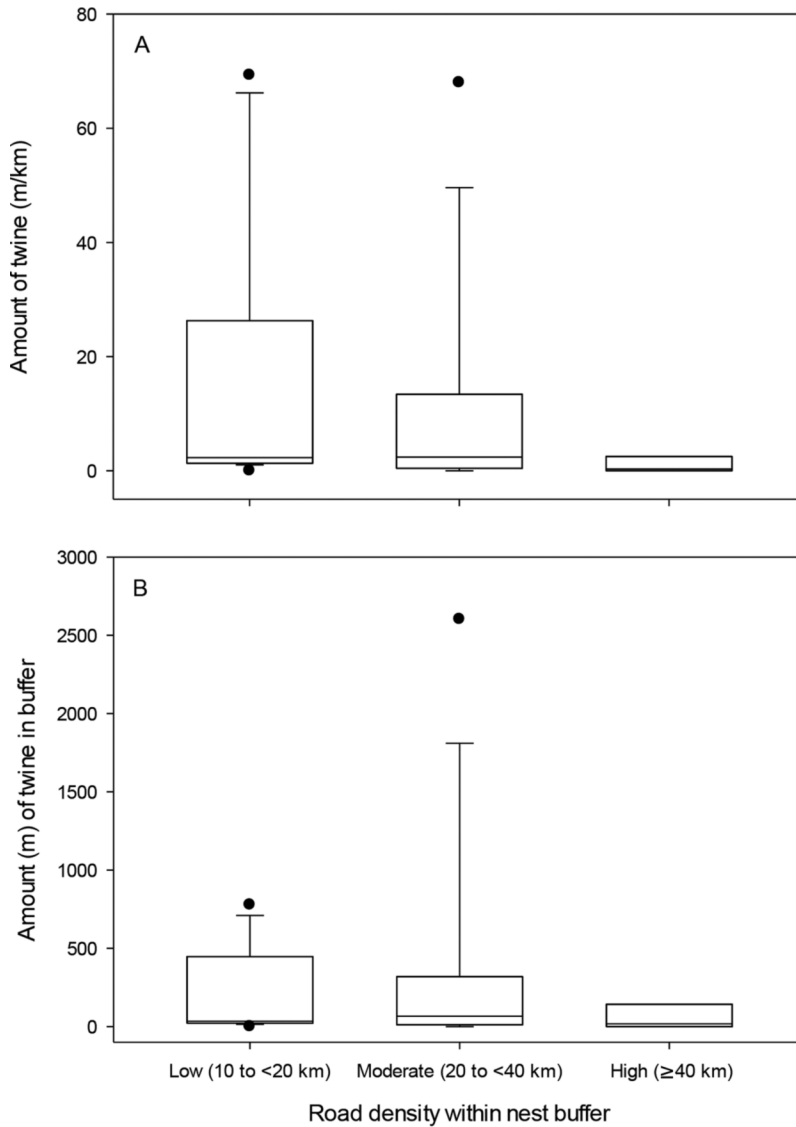 A
Amount of twine (m/km)
80
60
40
20
0
B
Amount (m) of twine in buffer
3000
2500
2000
1500
1000
500
0
Low (10 to <20 km) Moderate (20 to <40 km) High (≥40 km)
Road density within nest buffer